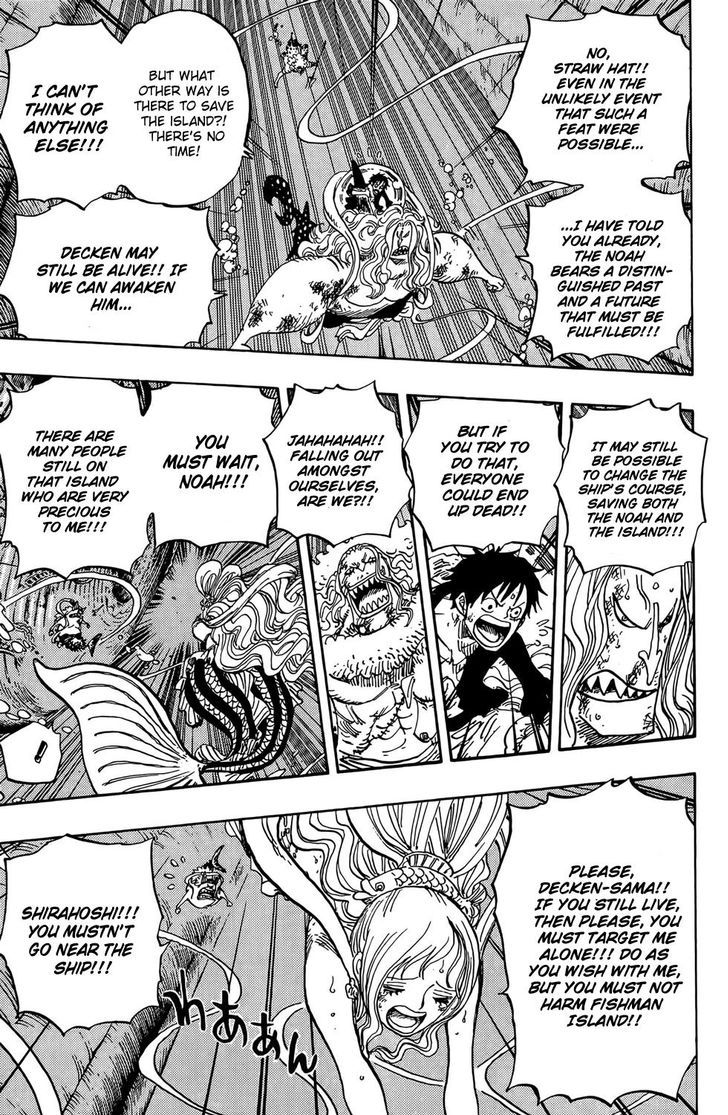 NO,
STRAW HAT!!
EVEN IN THE
UNLIKELY EVENT
THAT SUCH A
FEAT WERE
POSSIBLE...
...I HAVE TOLD
YOU ALREADY,
THE NOAH
BEARS A DISTIN-
GUISHED PAST
AND A FUTURE
THAT MUST BE
FULFILLED!!!
BUT WHAT
OTHER WAY IS
THERE TO SAVE
THE ISLAND?!
THERE'S NO
TIME!
I CAN'T
THINK OF
ANYTHING
ELSE!!!
DECKEN MAY
STILL BE ALIVE!! IF
WE CAN AWAKEN
HIM...
IT MAY STILL
BE POSSIBLE
TO CHANGE THE
SHIP'S COURSE,
SAVING BOTH
THE NOAH AND
THE ISLAND!!!
BUT IF
YOU TRY TO
DO THAT,
EVERYONE
COULD END
UP DEAD!!
JAHAHAHAH!!
FALLING OUT
AMONGST
OURSELVES,
ARE WE?!!
YOU
MUST WAIT,
NOAH!!!
THERE ARE
MANY PEOPLE
STILL ON
THAT ISLAND
WHO ARE VERY
PRECIOUS
TO ME!!!
!
PLEASE,
DECKEN-SAMA!!
IF YOU STILL LIVE,
THEN PLEASE, YOU
MUST TARGET ME
ALONE!!! DO AS
YOU WISH WITH ME,
BUT YOU MUST NOT
HARM FISHMAN
ISLAND!!
わああん
SHIRAHOSHI!!!
YOU MUSTN'T
GO NEAR THE
SHIP!!!